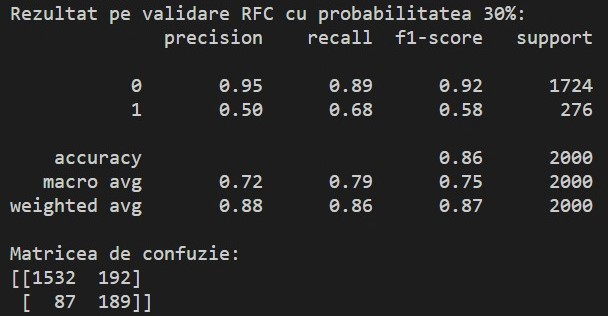 Rezultat pe validare RFC cu probabilitatea 30%:
precision recall f1-score support
0 0.95 0.89 0.92 1724
1 0.50 0.68 0.58 276
accuracy 0.86 2000
macro avg 0.72 0.79 0.75 2000
weighted avg 0.88 0.86 0.87 2000
Matricea de confuzie:
[[1532 192]
[ 87 189]]